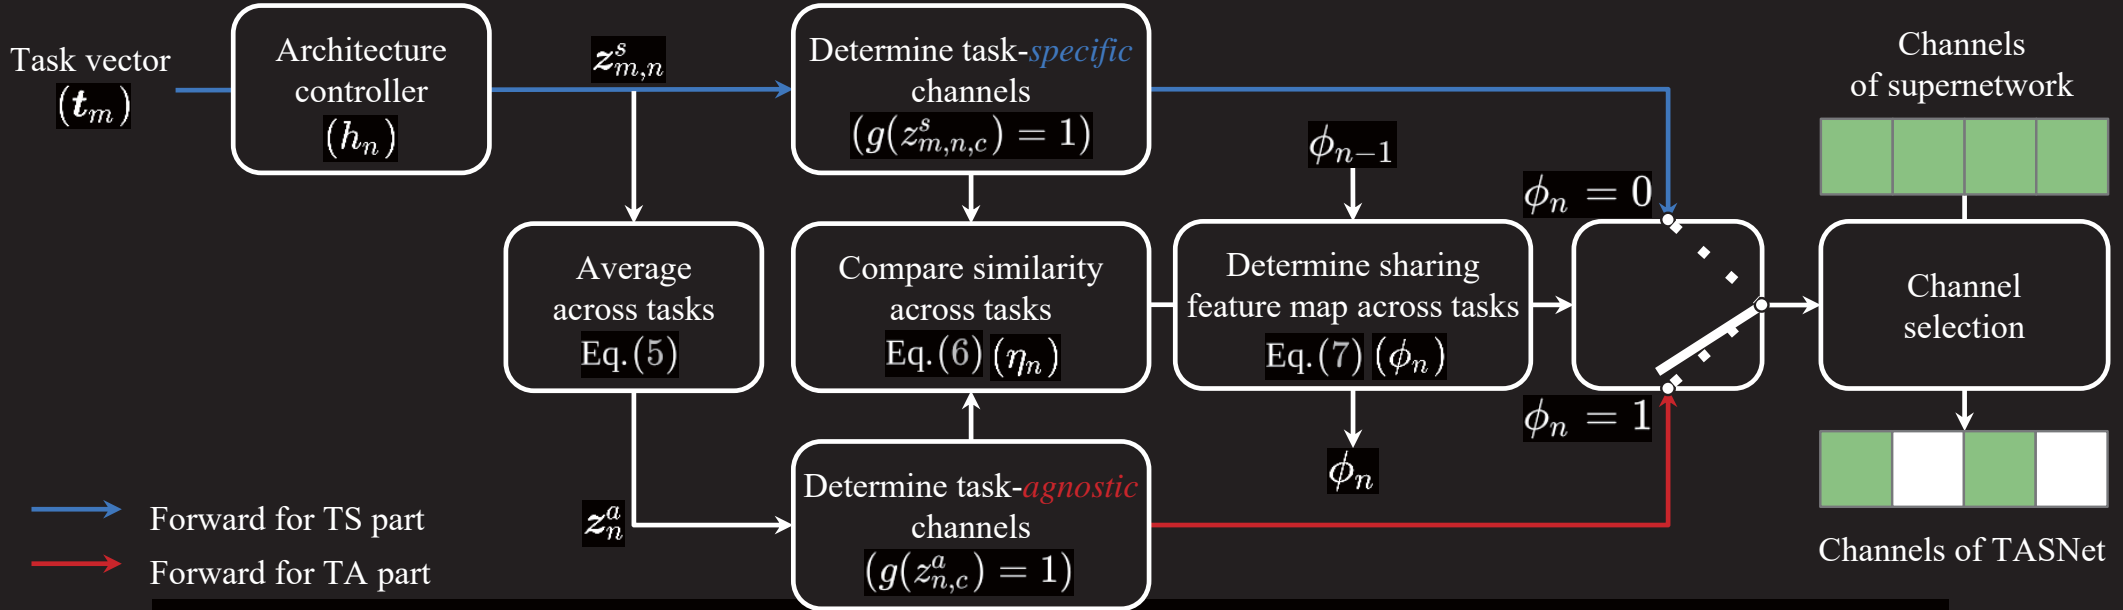 Task vector
(t_m)
Architecture
controller
(h_n)
z^s_{m,n}
Determine task-specific
channels
(g(z^s_{m,n,c}) = 1)
Average
across tasks
Eq.(5)
Compare similarity
across tasks
Eq.(6) (η_n)
ϕ_{n−1}
Determine sharing
feature map across tasks
Eq.(7) (ϕ_n)
ϕ_n
ϕ_n = 0
ϕ_n = 1
Channels
of supernetwork
Channel
selection
Channels of TASNet
z^a_n
Determine task-agnostic
channels
(g(z^a_{n,c}) = 1)
Forward for TS part
Forward for TA part